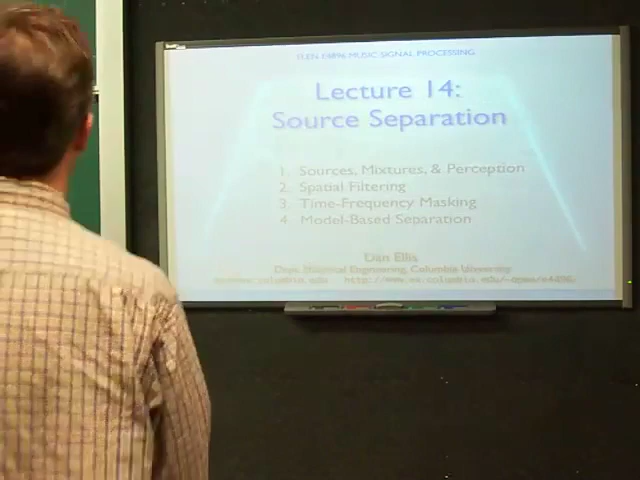 ELEN E4896 MUSIC SIGNAL PROCESSING
Lecture 14:
Source Separation
1. Sources, Mixtures, & Perception
2. Spatial Filtering
3. Time-Frequency Masking
4. Model-Based Separation
Dan Ellis
Dept. Electrical Engineering, Columbia University